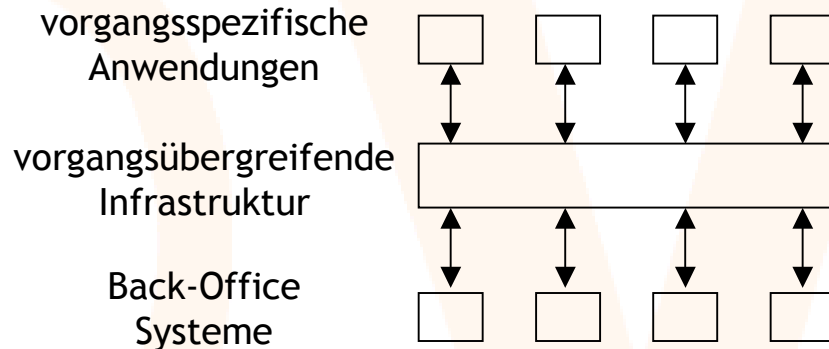 vorgangsspezifische
Anwendungen
vorgangsübergreifende
Infrastruktur
Back-Office
Systeme